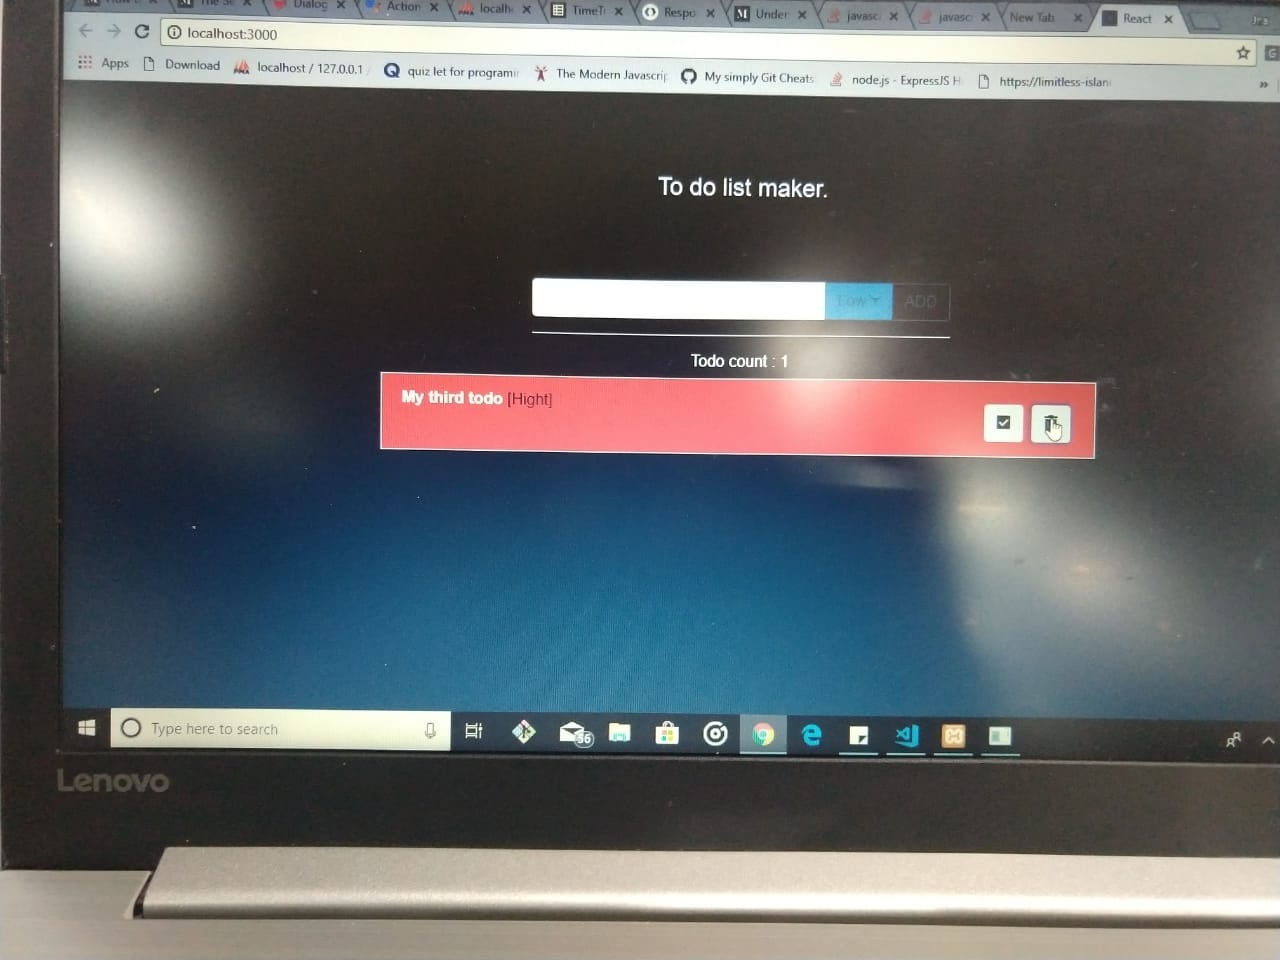 Dialog
Action
localh
TimeT
Respo
Under
javasc
javasc
New Tab
React
localhost:3000
Apps
Download
localhost / 127.0.0.1
quiz let for programin
The Modern Javascrip
My simply Git Cheats
node.js - ExpressJS H
https://limitless-islan
»
To do list maker.
Low
ADD
Todo count : 1
My third todo [Hight]
Type here to search
36
Lenovo